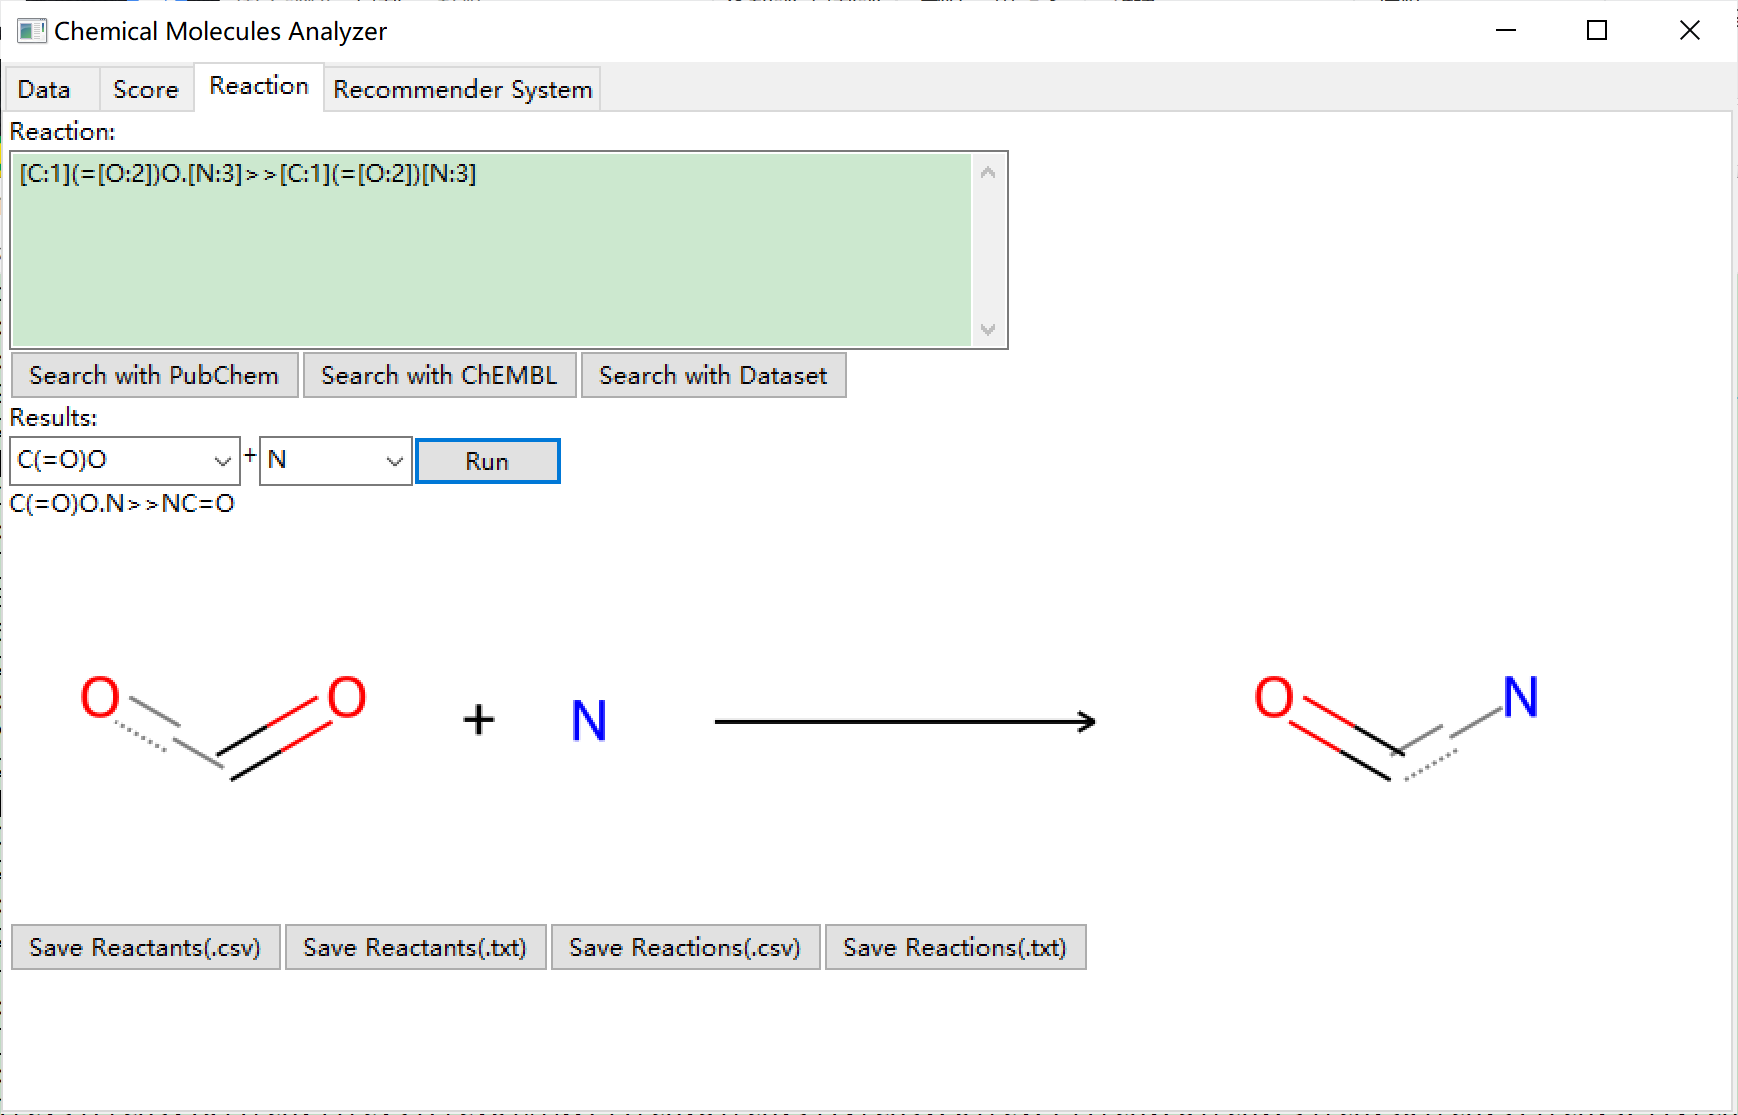 Chemical Molecules Analyzer
Data Score Reaction Recommender System
Reaction:
[C:1](=[O:2])O.[N:3]>>[C:1](=[O:2])[N:3]
Search with PubChem Search with ChEMBL Search with Dataset
Results:
C(=O)O + N Run
C(=O)O.N>>NC=O
O O + N O N
Save Reactants(.csv) Save Reactants(.txt) Save Reactions(.csv) Save Reactions(.txt)